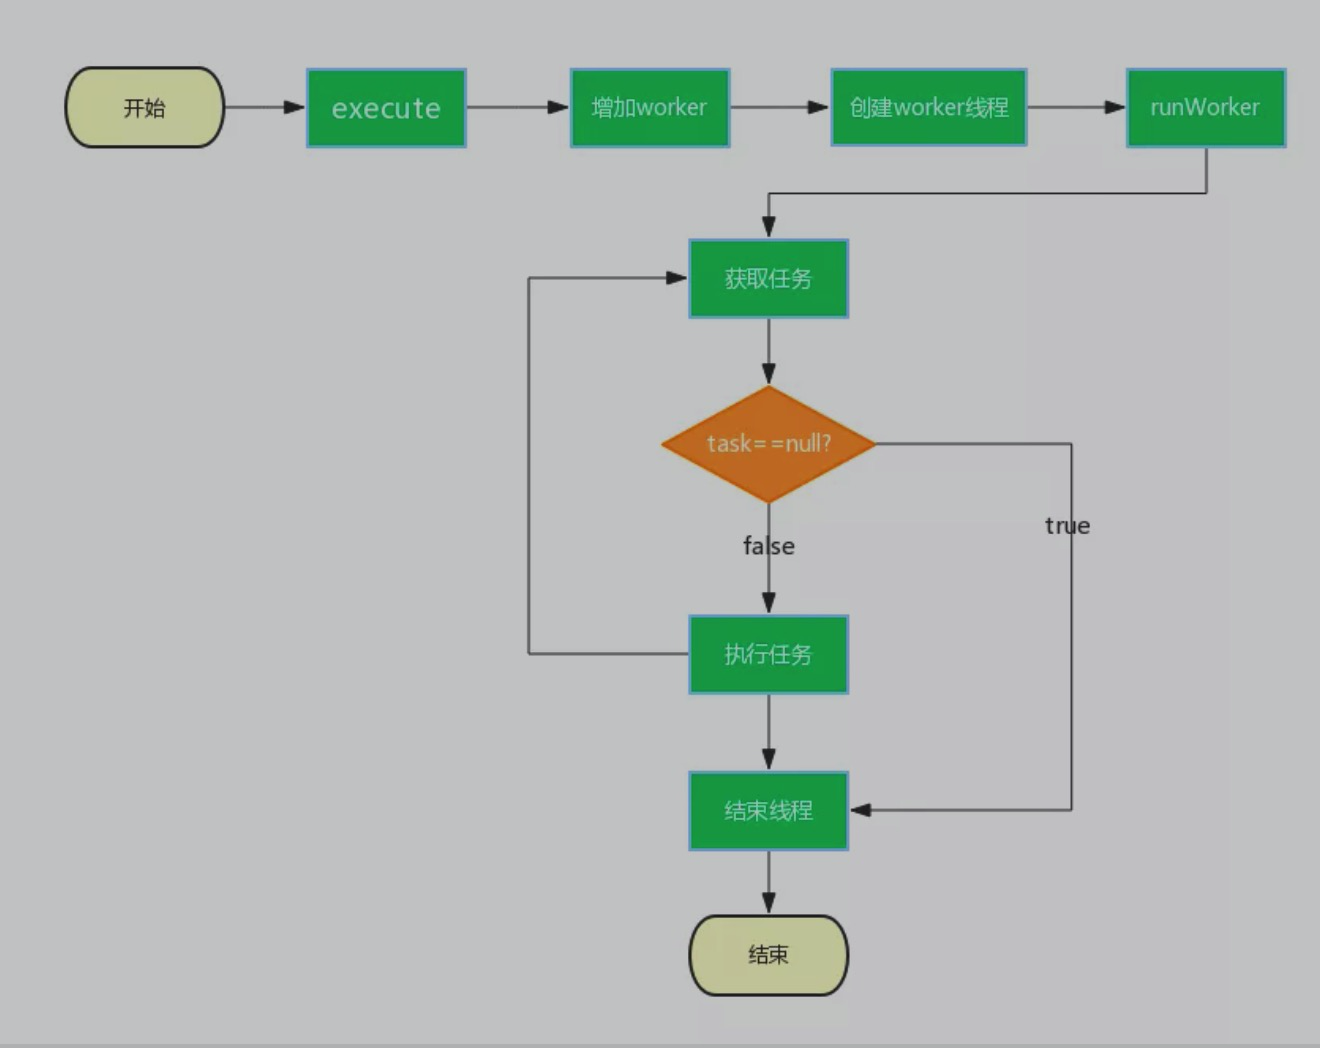 开始
execute
增加worker
创建worker线程
runWorker
获取任务
task==null?
true
false
执行任务
结束线程
结束